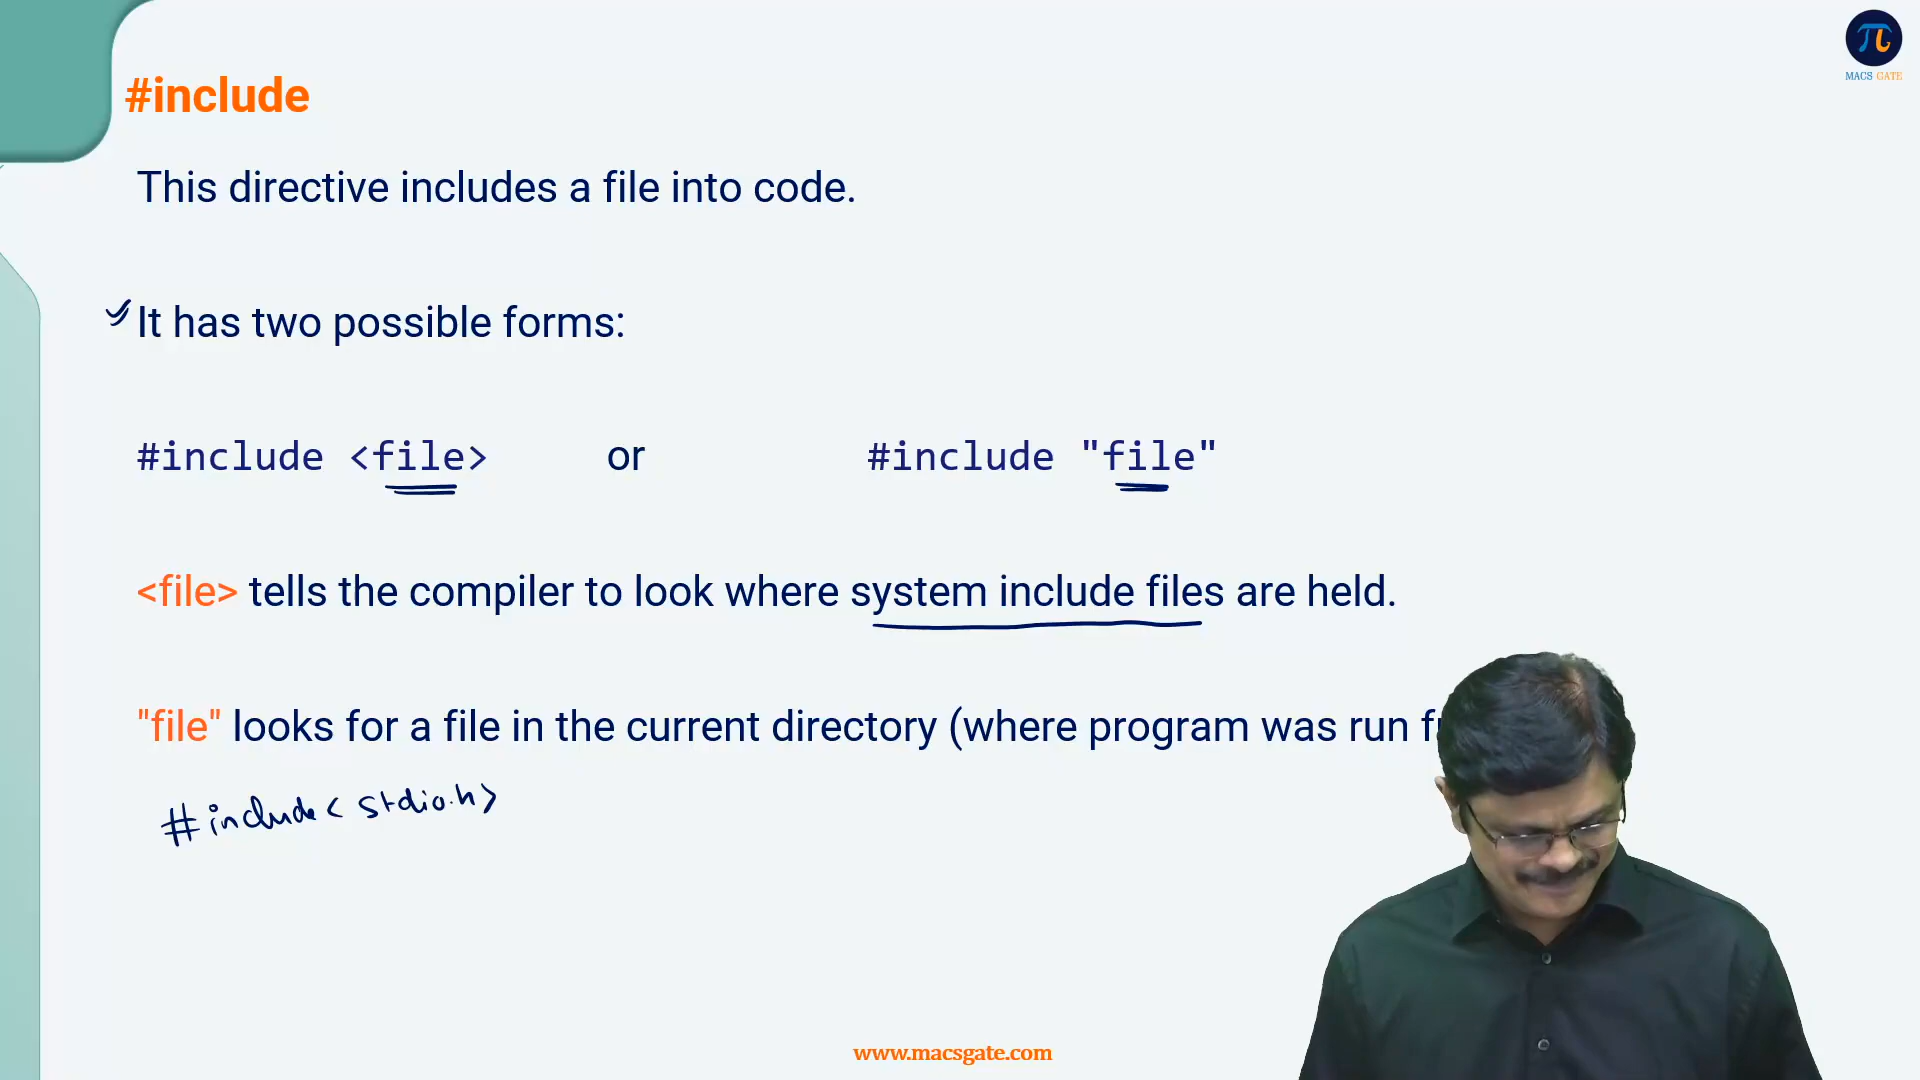 MACS GATE
#include
This directive includes a file into code.
It has two possible forms:
#include <file> or #include "file"
<file> tells the compiler to look where system include files are held.
"file" looks for a file in the current directory (where program was run
#include< stdio.h>
www.macsgate.com